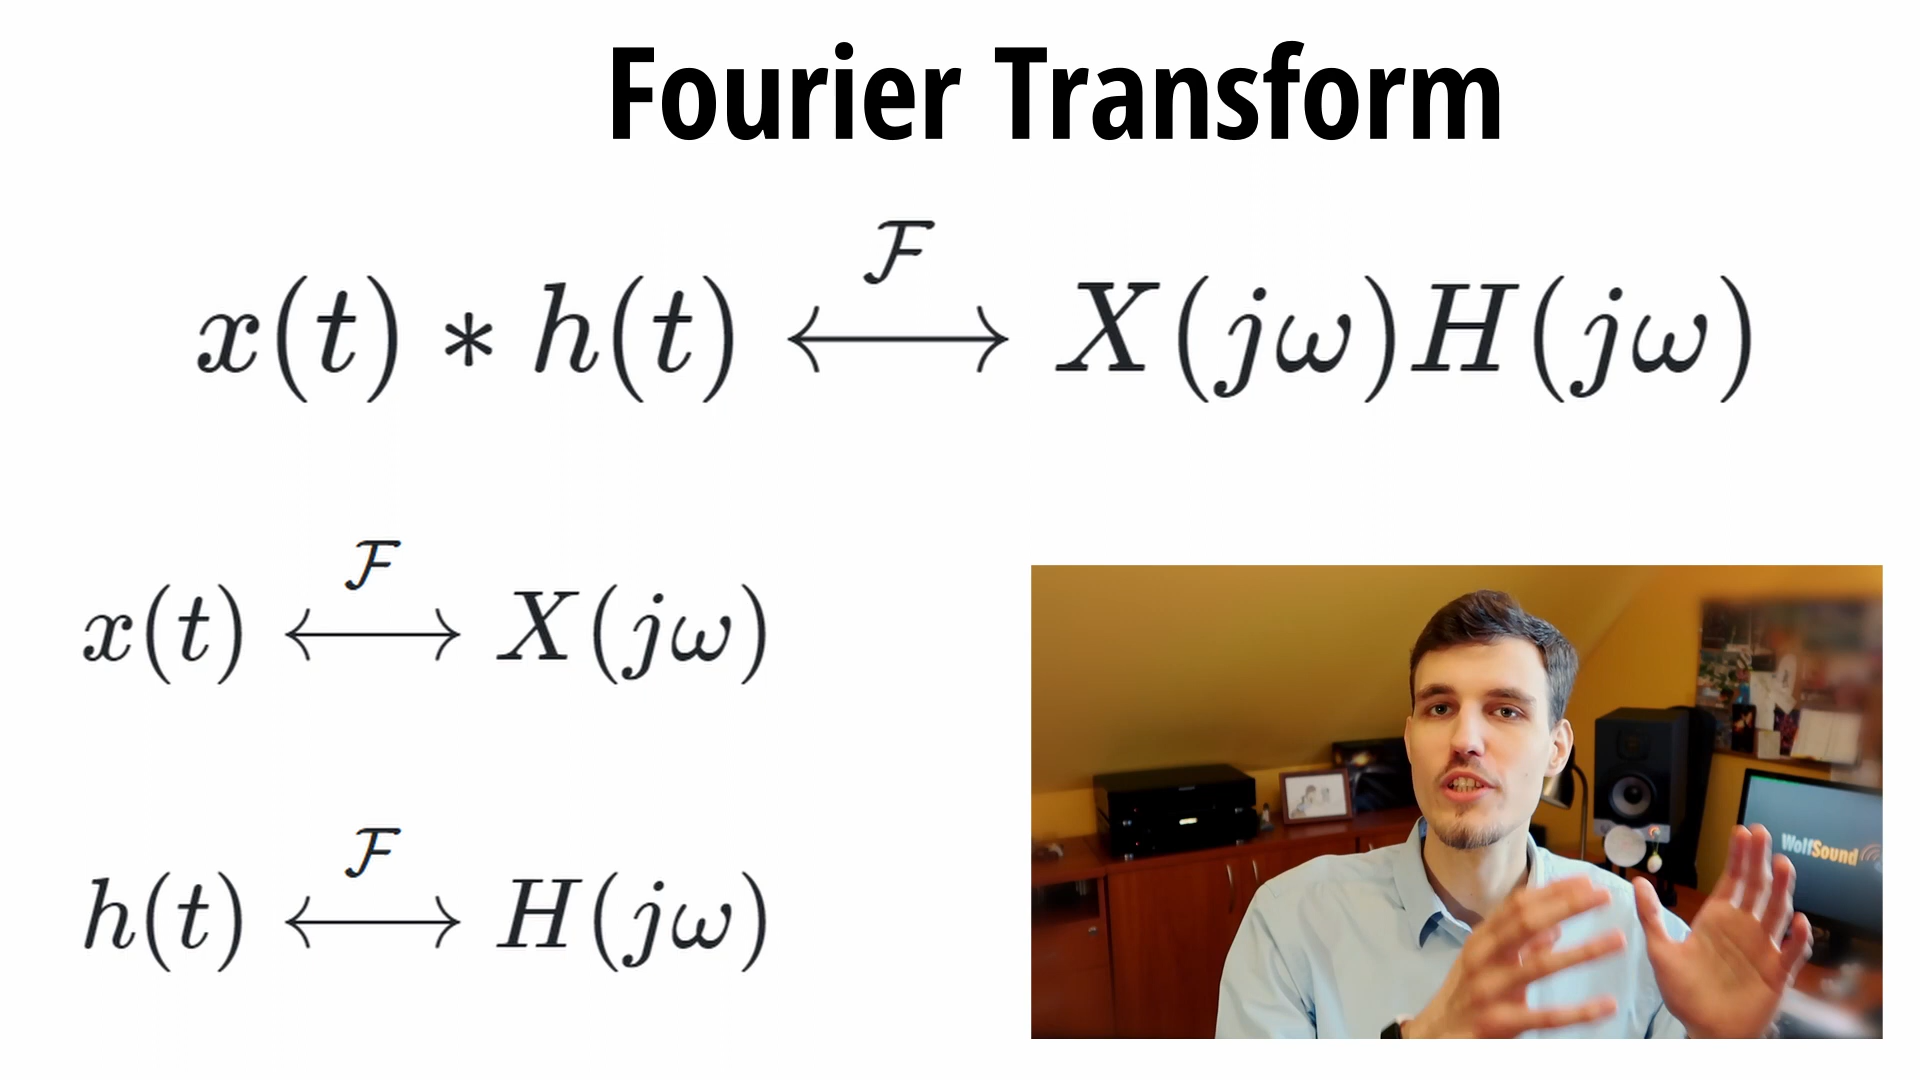 Fourier Transform
x(t) * h(t) ⟷ℱ X(jω)H(jω)
x(t) ⟷ℱ X(jω)
h(t) ⟷ℱ H(jω)
WolfSound